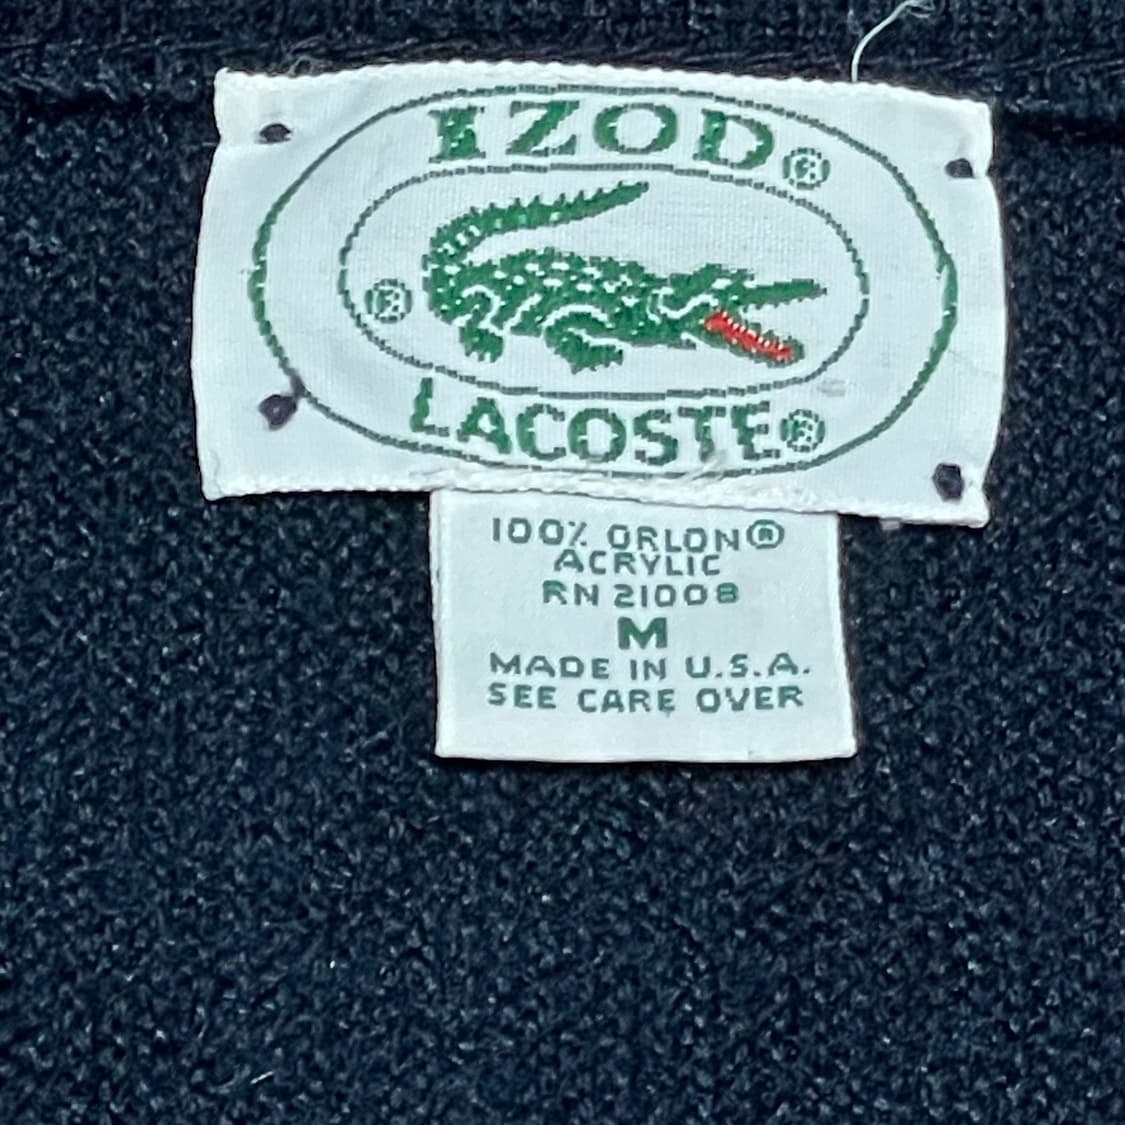 IZOD®
®
LACOSTE®
100% ORLON®
ACRYLIC
RN 21008
M
MADE IN U.S.A.
SEE CARE OVER